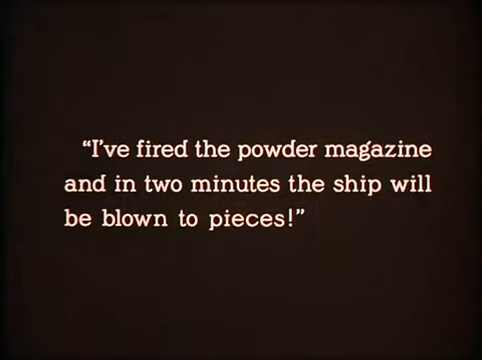 “I’ve fired the powder magazine
and in two minutes the ship will
be blown to pieces!”